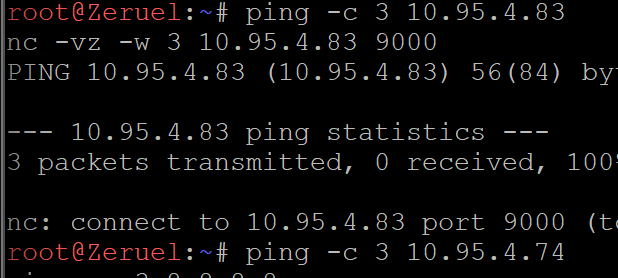 root@Zeruel:~# ping -c 3 10.95.4.83
nc -vz -w 3 10.95.4.83 9000
PING 10.95.4.83 (10.95.4.83) 56(84) by
--- 10.95.4.83 ping statistics ---
3 packets transmitted, 0 received, 100
nc: connect to 10.95.4.83 port 9000 (
root@Zeruel:~# ping -c 3 10.95.4.74